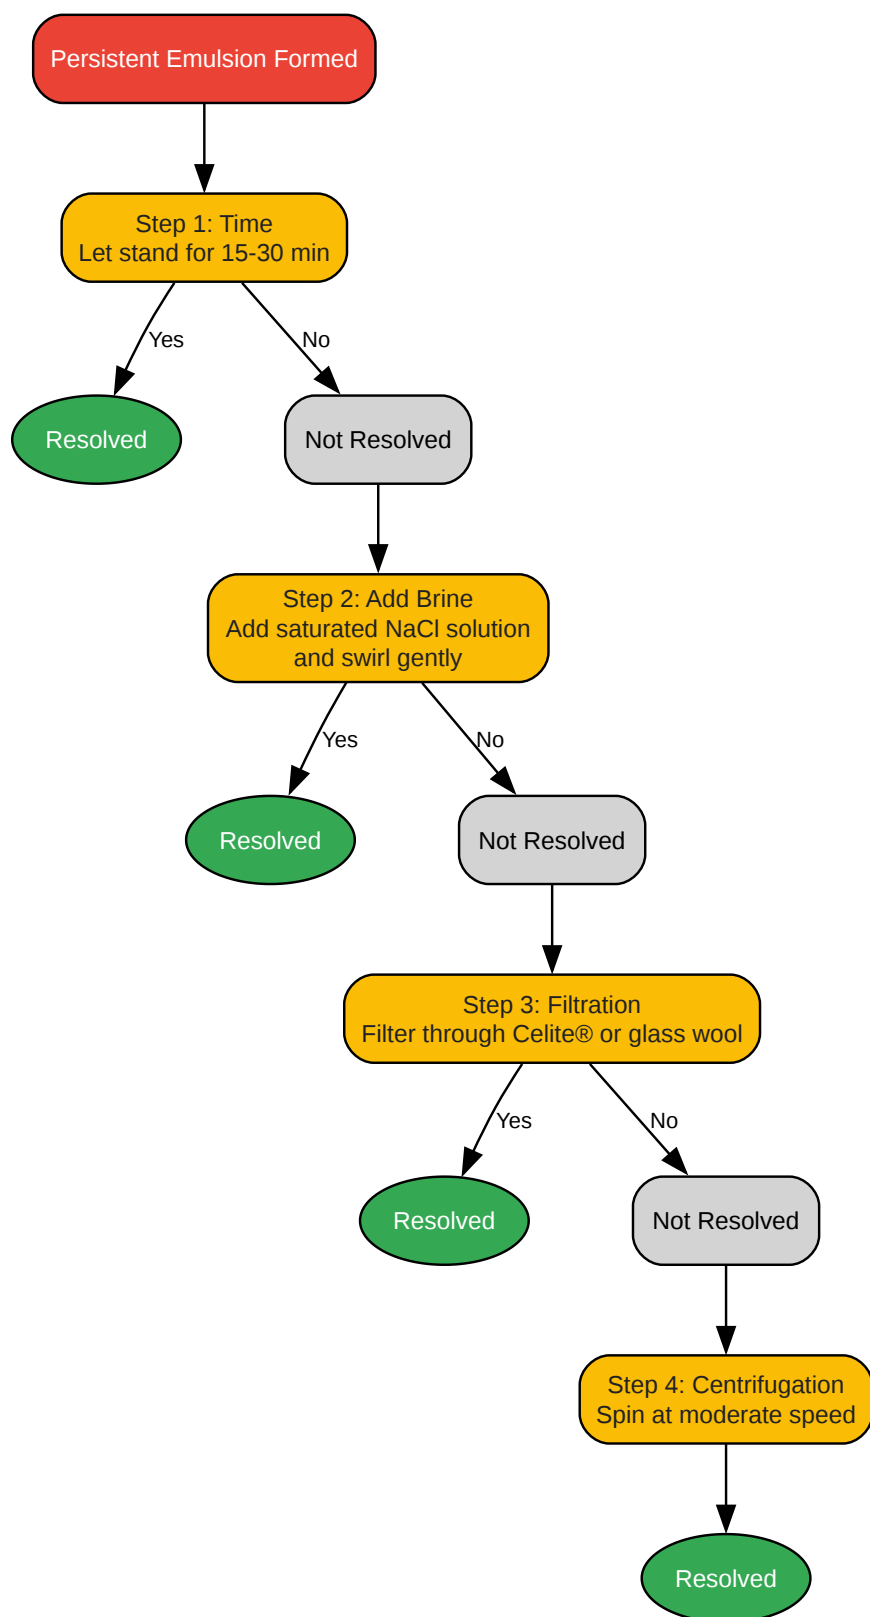 Persistent Emulsion Formed
Step 1: Time
Let stand for 15-30 min
Yes
No
Resolved
Not Resolved
Step 2: Add Brine
Add saturated NaCl solution
and swirl gently
Yes
No
Resolved
Not Resolved
Step 3: Filtration
Filter through Celite® or glass wool
Yes
No
Resolved
Not Resolved
Step 4: Centrifugation
Spin at moderate speed
Resolved